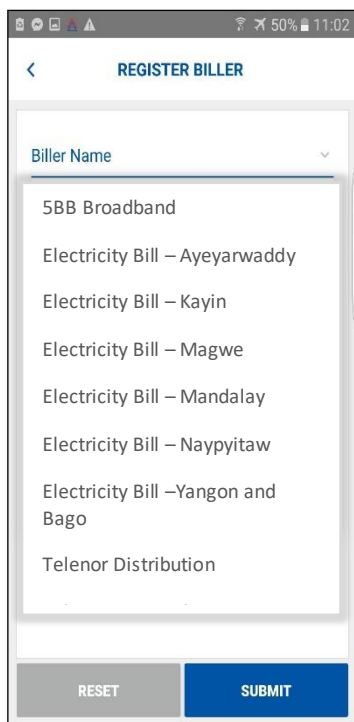 50% 11:02
REGISTER BILLER
Biller Name
5BB Broadband
Electricity Bill – Ayeyarwaddy
Electricity Bill – Kayin
Electricity Bill – Magwe
Electricity Bill – Mandalay
Electricity Bill – Naypyitaw
Electricity Bill –Yangon and
Bago
Telenor Distribution
RESET SUBMIT